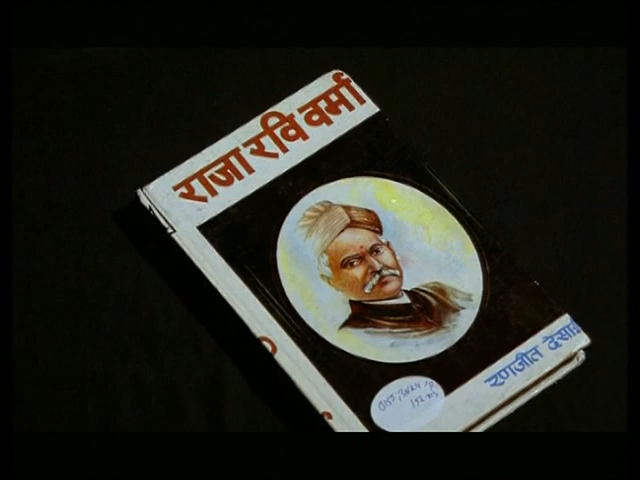 राजा रवि वर्मा
रणजीत देसाई